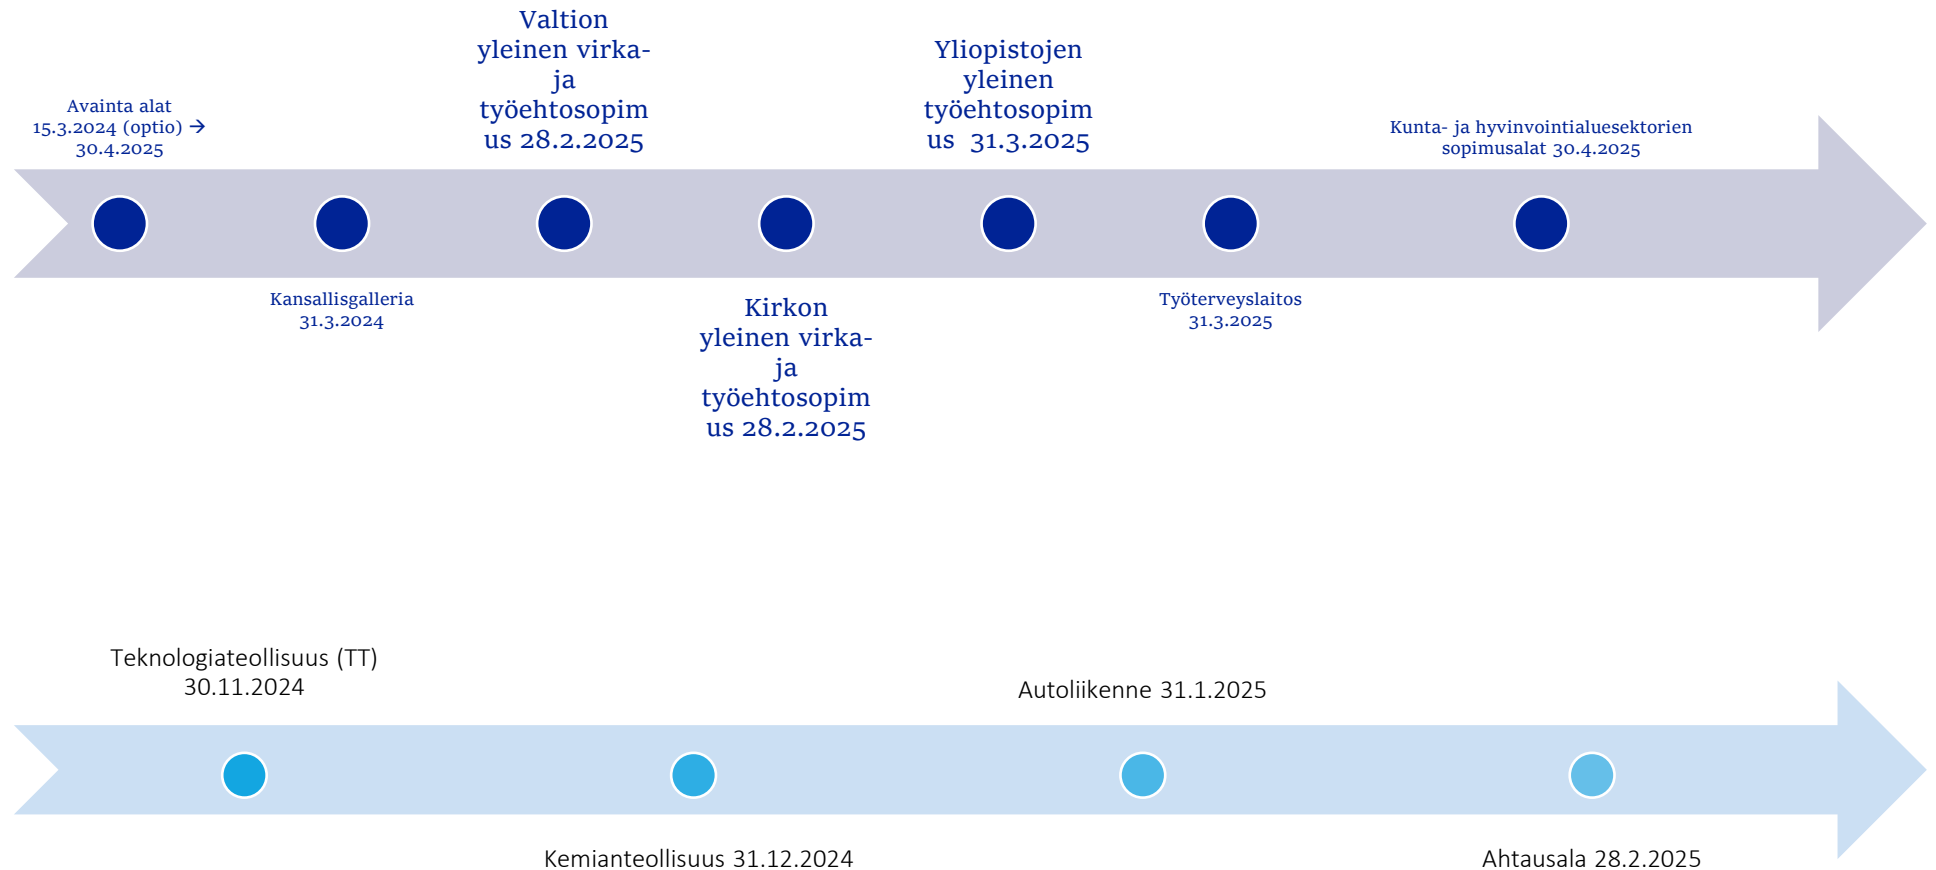 Avainta alat
15.3.2024 (optio) →
30.4.2025
Kansallisgalleria
31.3.2024
Valtion
yleinen virka-
ja
työehtosopim
us 28.2.2025
Kirkon
yleinen virka-
ja
työehtosopim
us 28.2.2025
Yliopistojen
yleinen
työehtosopim
us  31.3.2025
Työterveyslaitos
31.3.2025
Kunta- ja hyvinvointialuesektorien
sopimusalat 30.4.2025
Teknologiateollisuus (TT)
30.11.2024
Kemianteollisuus 31.12.2024
Autoliikenne 31.1.2025
Ahtausala 28.2.2025